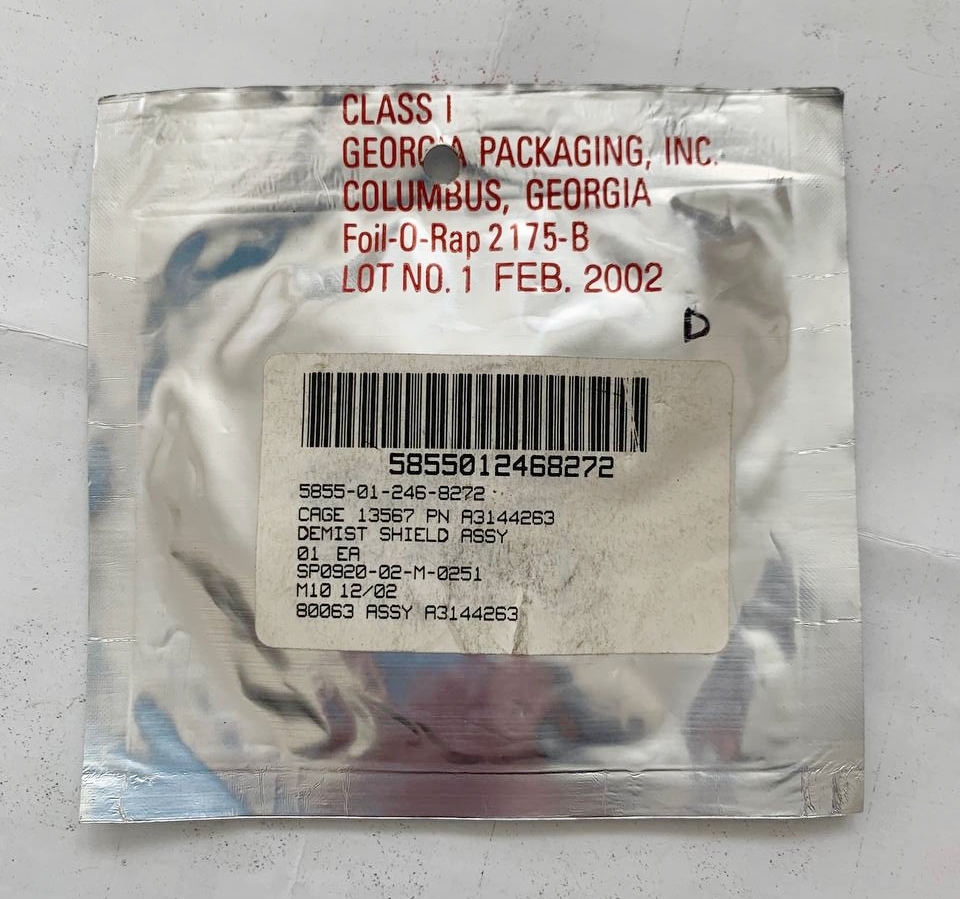 CLASS I
GEORGIA PACKAGING, INC.
COLUMBUS, GEORGIA
Foil-O-Rap 2175-B
LOT NO. 1 FEB. 2002
D
5855012468272
5855-01-246-8272
CAGE 13567 PN A3144263
DEMIST SHIELD ASSY
01 EA
SP0920-02-M-0251
M10 12/02
80063 ASSY A3144263